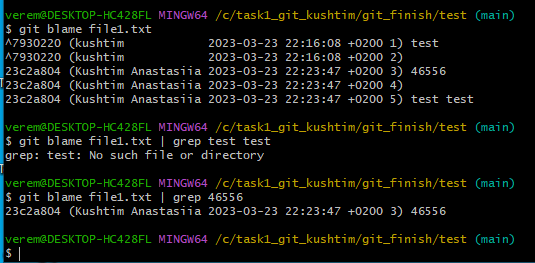 verem@DESKTOP-HC428FL MINGW64 /c/task1_git_kushtim/git_finish/test (main)
$ git blame file1.txt
^7930220 (kushtim            2023-03-23 22:16:08 +0200 1) test
^7930220 (kushtim            2023-03-23 22:16:08 +0200 2)
23c2a804 (Kushtim Anastasiia 2023-03-23 22:23:47 +0200 3) 46556
23c2a804 (Kushtim Anastasiia 2023-03-23 22:23:47 +0200 4)
23c2a804 (Kushtim Anastasiia 2023-03-23 22:23:47 +0200 5) test test
verem@DESKTOP-HC428FL MINGW64 /c/task1_git_kushtim/git_finish/test (main)
$ git blame file1.txt | grep test test
grep: test: No such file or directory
verem@DESKTOP-HC428FL MINGW64 /c/task1_git_kushtim/git_finish/test (main)
$ git blame file1.txt | grep 46556
23c2a804 (Kushtim Anastasiia 2023-03-23 22:23:47 +0200 3) 46556
verem@DESKTOP-HC428FL MINGW64 /c/task1_git_kushtim/git_finish/test (main)
$